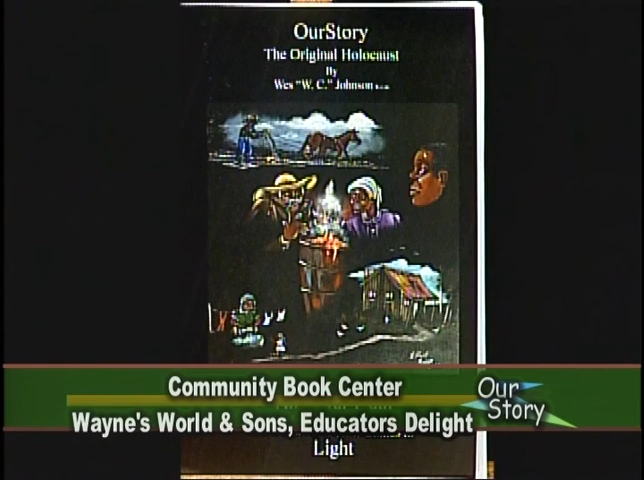 OurStory
The Original Holocaust
By
Wes "W. C." Johnson
Community Book Center
Wayne's World & Sons, Educators Delight
Our
Story
Light